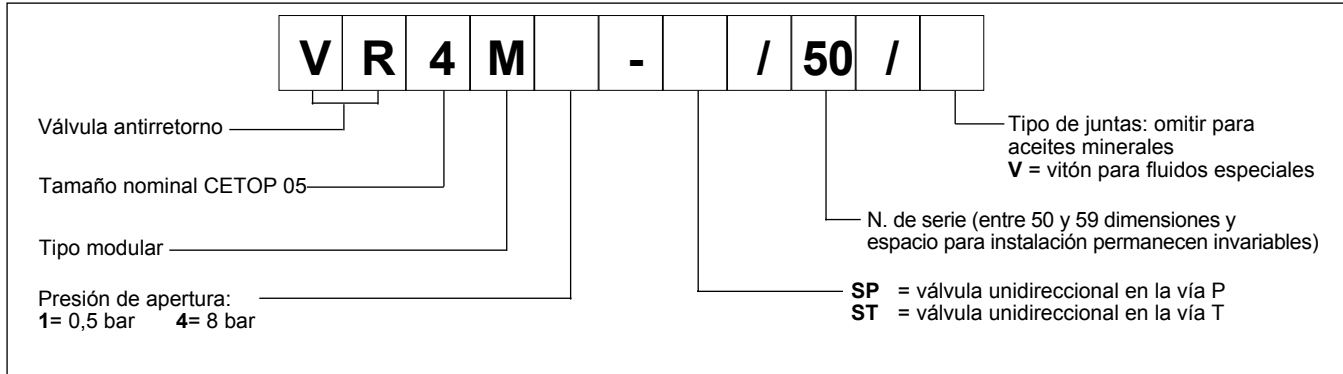 V R 4 M - / 50 /
Válvula antirretorno
Tamaño nominal CETOP 05
Tipo modular
Presión de apertura:
1= 0,5 bar 4= 8 bar
Tipo de juntas: omitir para
aceites minerales
V = vitón para fluidos especiales
N. de serie (entre 50 y 59 dimensiones y
espacio para instalación permanecen invariables)
SP = válvula unidireccional en la vía P
ST = válvula unidireccional en la vía T